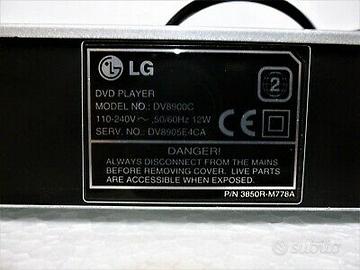 LG
2
DVD PLAYER
MODEL NO.: DV8900C
110-240V~ ,50/60Hz 12W
SERV. NO.: DV8905E4CA
CE
DANGER!
ALWAYS DISCONNECT FROM THE MAINS
BEFORE REMOVING COVER. LIVE PARTS
ARE ACCESSIBLE WHEN EXPOSED.
P/N 3850R-M778A
subito